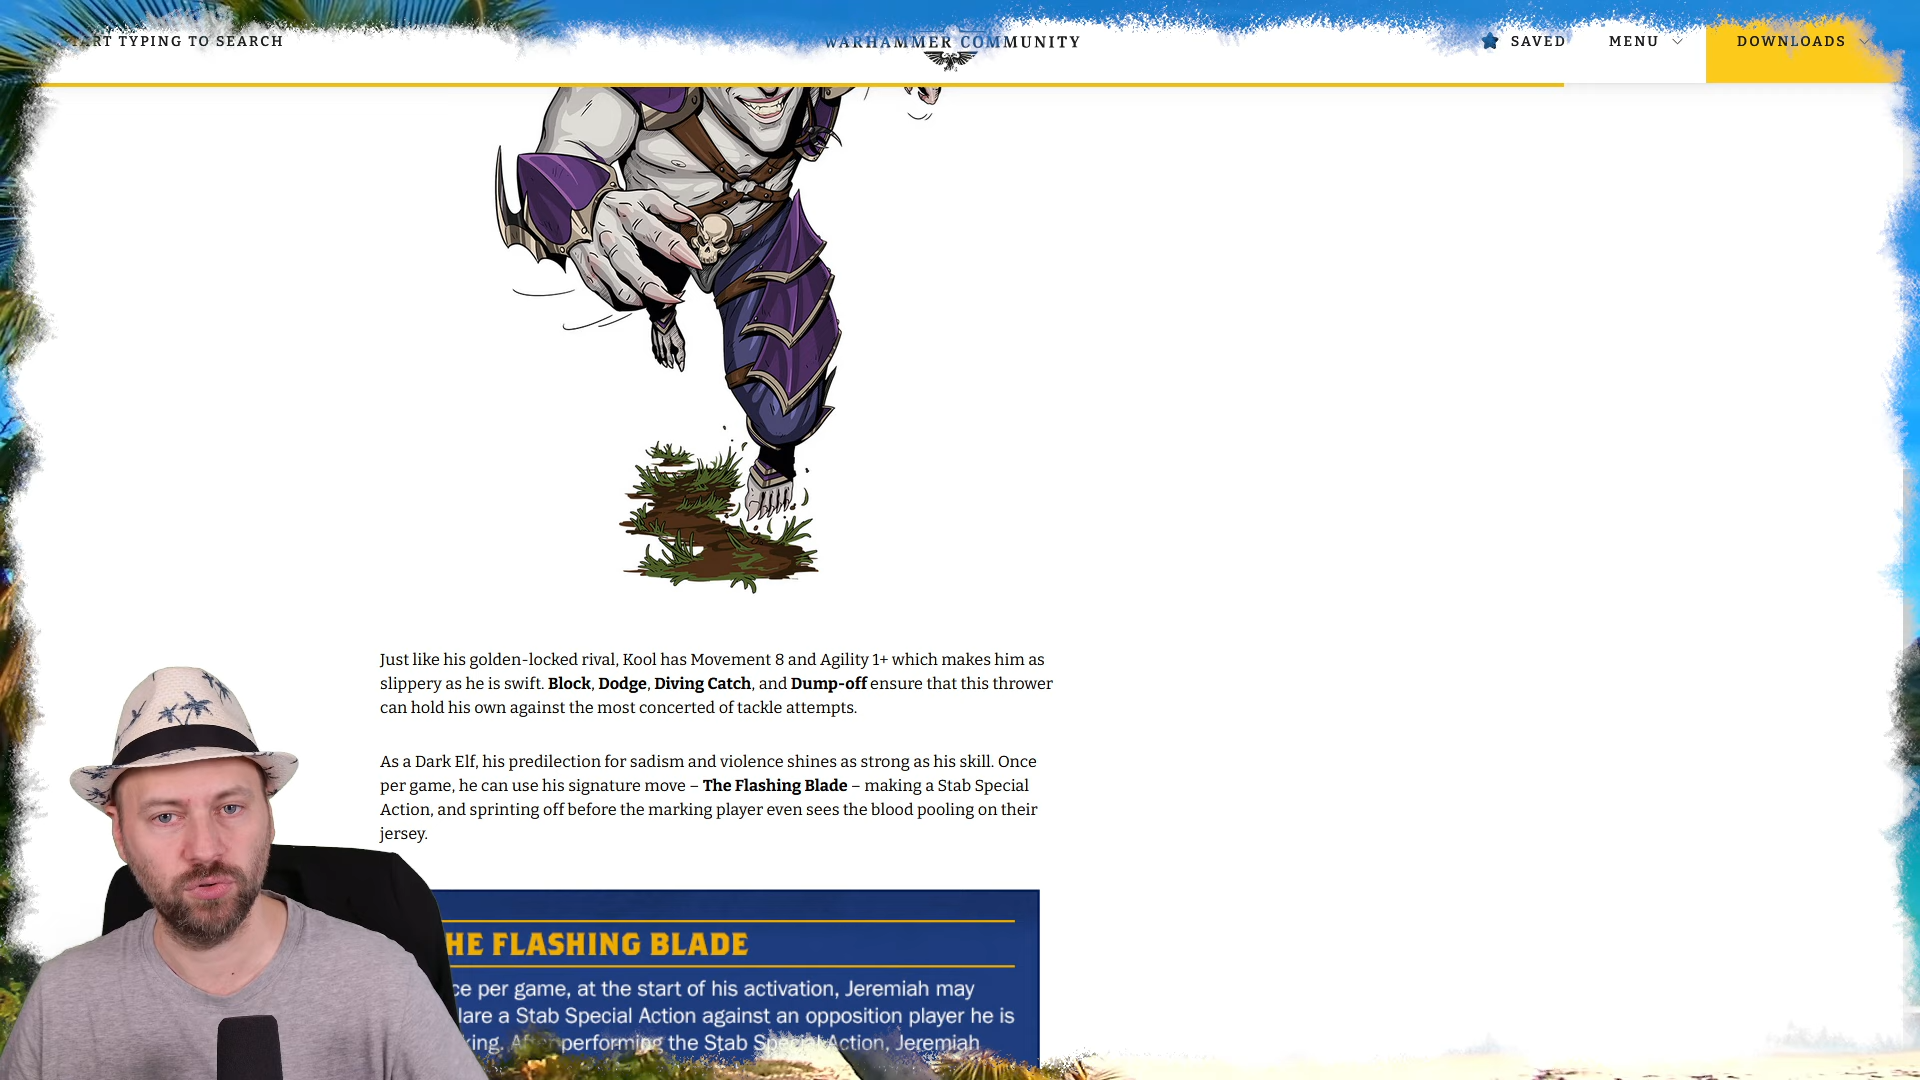 TYPING TO SEARCH
WARHAMMER COMMUNITY
SAVED
MENU
DOWNLOADS
Just like his golden-locked rival, Kool has Movement 8 and Agility 1+ which makes him as
slippery as he is swift. Block, Dodge, Diving Catch, and Dump-off ensure that this thrower
can hold his own against the most concerted of tackle attempts.
As a Dark Elf, his predilection for sadism and violence shines as strong as his skill. Once
per game, he can use his signature move – The Flashing Blade – making a Stab Special
Action, and sprinting off before the marking player even sees the blood pooling on their
jersey.
HE FLASHING BLADE
ce per game, at the start of his activation, Jeremiah may
lare a Stab Special Action against an opposition player he is
king. After performing the Stab Special Action, Jeremiah